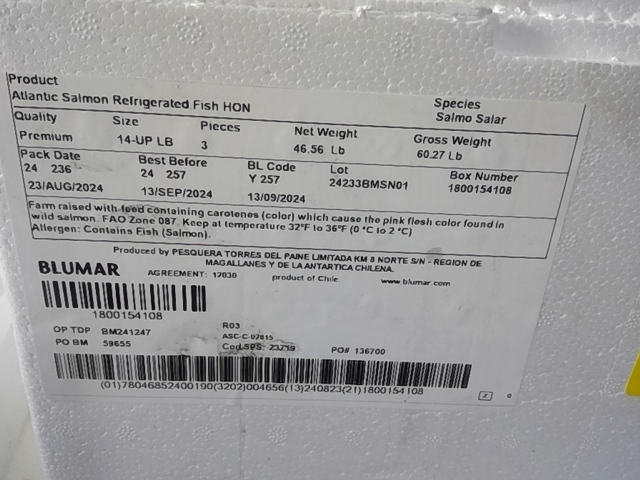 Product
Species
Atlantic Salmon Refrigerated Fish HON
Salmo Salar
Quality Size Pieces Net Weight Gross Weight
Premium 14-UP LB 3 46.56 Lb 60.27 Lb
Pack Date Best Before BL Code Lot Box Number
24 236 24 257 Y 257 24233BMSN01 1800154108
23/AUG/2024 13/SEP/2024 13/09/2024
Farm raised with feed containing carotenes (color) which cause the pink flesh color found in
wild salmon. FAO Zone 087. Keep at temperature 32°F to 36°F (0 °C to 2 °C)
Allergen: Contains Fish (Salmon).
Produced by PESQUERA TORRES DEL PAINE LIMITADA KM 8 NORTE S/N - REGION DE
MAGALLANES Y DE LA ANTARTICA CHILENA.
BLUMAR
AGREEMENT: 12030 product of Chile. www.blumar.com
1800154108
OP TDP BM241247 R03
ASC-C-02815
PO BM 59655 Cod.SPS: 23719 PO# 136700
(01)78046852400190(3202)004656(13)240823(21)1800154108